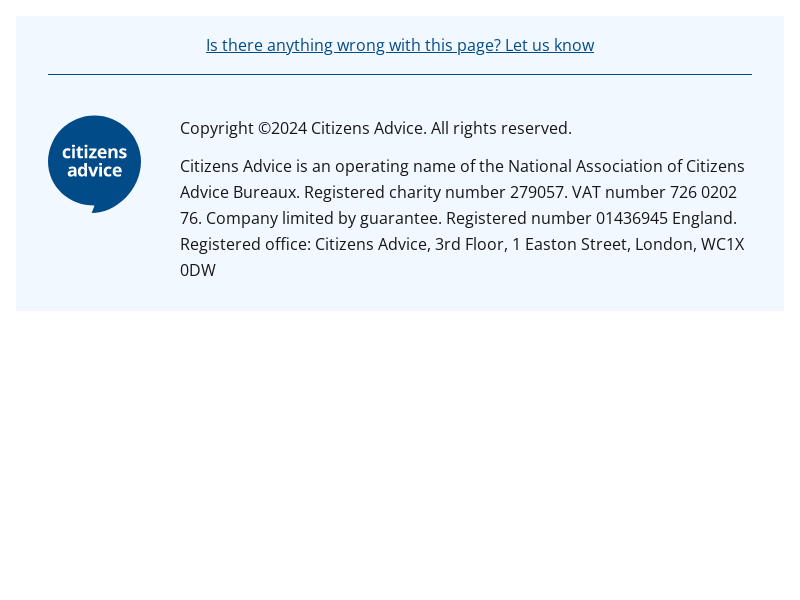 Is there anything wrong with this page? Let us know
citizens
advice
Copyright ©2024 Citizens Advice. All rights reserved.
Citizens Advice is an operating name of the National Association of Citizens
Advice Bureaux. Registered charity number 279057. VAT number 726 0202
76. Company limited by guarantee. Registered number 01436945 England.
Registered office: Citizens Advice, 3rd Floor, 1 Easton Street, London, WC1X
0DW